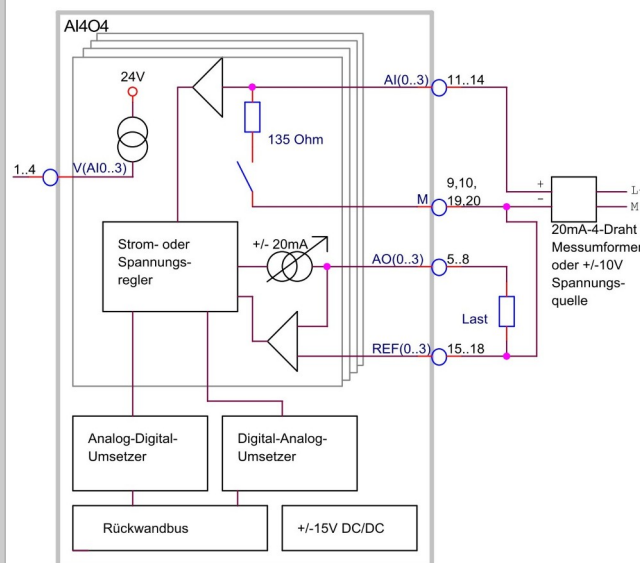 AI4O4
24V
AI(0..3)
11..14
135 Ohm
1..4
V(AI0..3)
9,10,
M
19,20
+
-
L
M
20mA-4-Draht
Messumformer
oder +/-10V
Spannungs-
quelle
Strom- oder
Spannungs-
regler
+/- 20mA
AO(0..3)
5..8
Last
REF(0..3)
15..18
Analog-Digital-
Umsetzer
Digital-Analog-
Umsetzer
Rückwandbus
+/-15V DC/DC